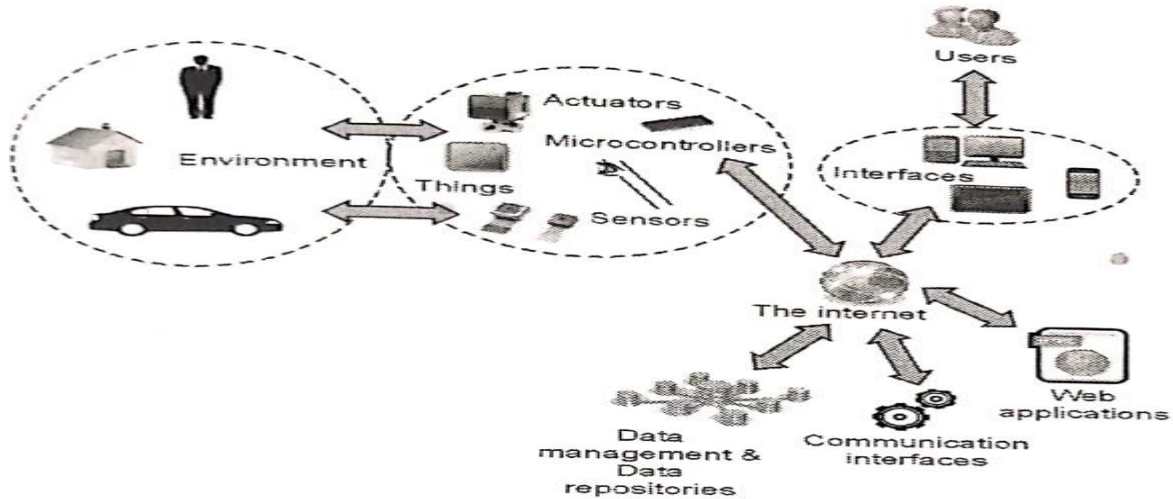 Users
Actuators
Microcontrollers
Environment
Things
Sensors
Interfaces
The internet
Web
applications
Data
management &
Data
repositories
Communication
interfaces